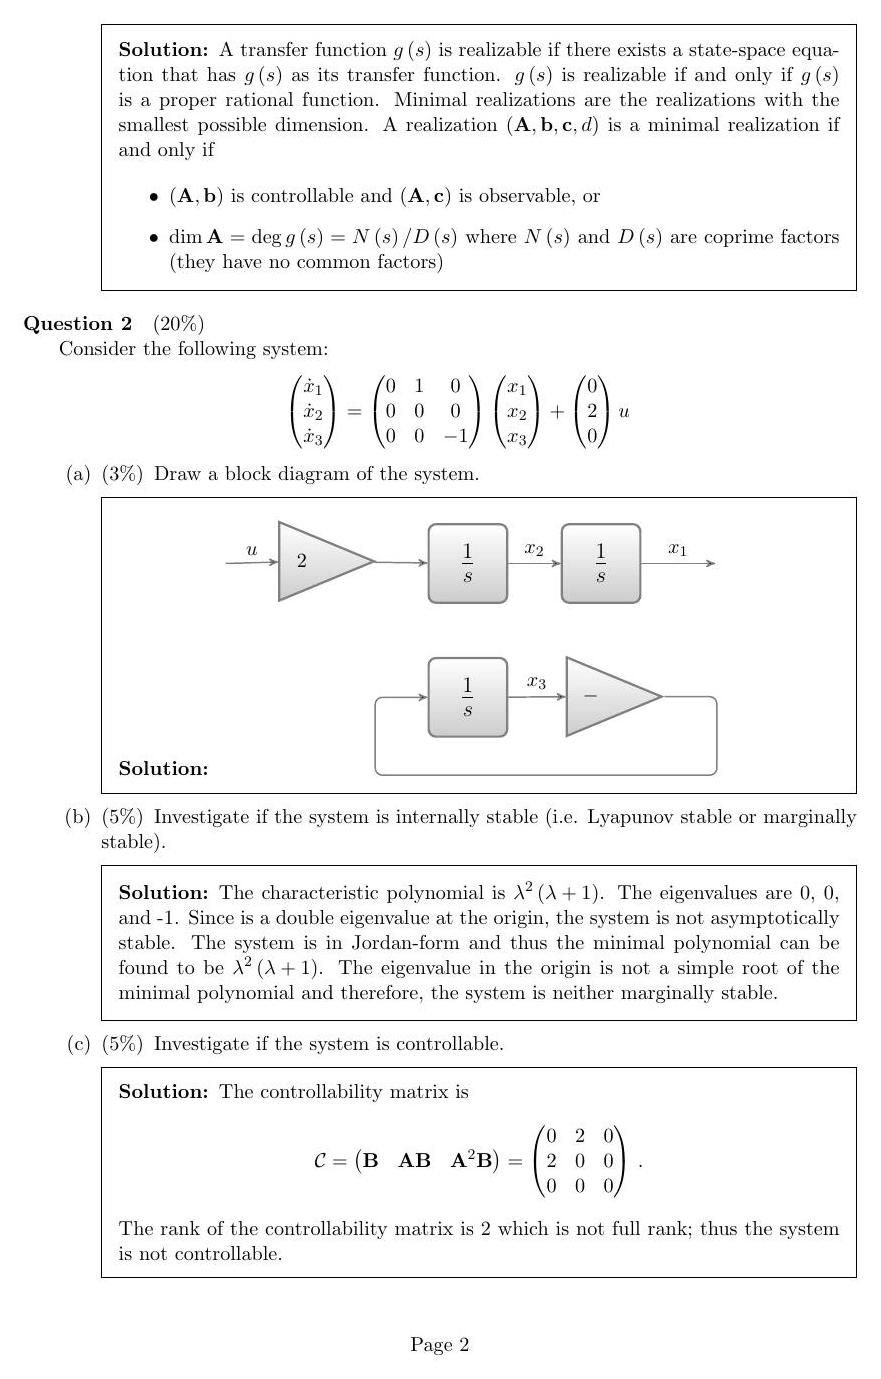 Solution: A transfer function g (s) is realizable if there exists a state-space equa-
tion that has g (s) as its transfer function. g (s) is realizable if and only if g (s)
is a proper rational function. Minimal realizations are the realizations with the
smallest possible dimension. A realization (A, b, c, d) is a minimal realization if
and only if
• (A, b) is controllable and (A, c) is observable, or
• dim A = deg g (s) = N (s) /D (s) where N (s) and D (s) are coprime factors
(they have no common factors)
Question 2 (20%)
Consider the following system:
(ẋ₁ ẋ₂ ẋ₃) = (0 1 0; 0 0 0; 0 0 −1) (x₁ x₂ x₃) + (0 2 0) u
(a) (3%) Draw a block diagram of the system.
u 2 1/s x₂ 1/s x₁
1/s x₃ −
Solution:
(b) (5%) Investigate if the system is internally stable (i.e. Lyapunov stable or marginally
stable).
Solution: The characteristic polynomial is λ² (λ + 1). The eigenvalues are 0, 0,
and -1. Since is a double eigenvalue at the origin, the system is not asymptotically
stable. The system is in Jordan-form and thus the minimal polynomial can be
found to be λ² (λ + 1). The eigenvalue in the origin is not a simple root of the
minimal polynomial and therefore, the system is neither marginally stable.
(c) (5%) Investigate if the system is controllable.
Solution: The controllability matrix is
𝒞 = (B AB A²B) = (0 2 0; 2 0 0; 0 0 0) .
The rank of the controllability matrix is 2 which is not full rank; thus the system
is not controllable.
Page 2